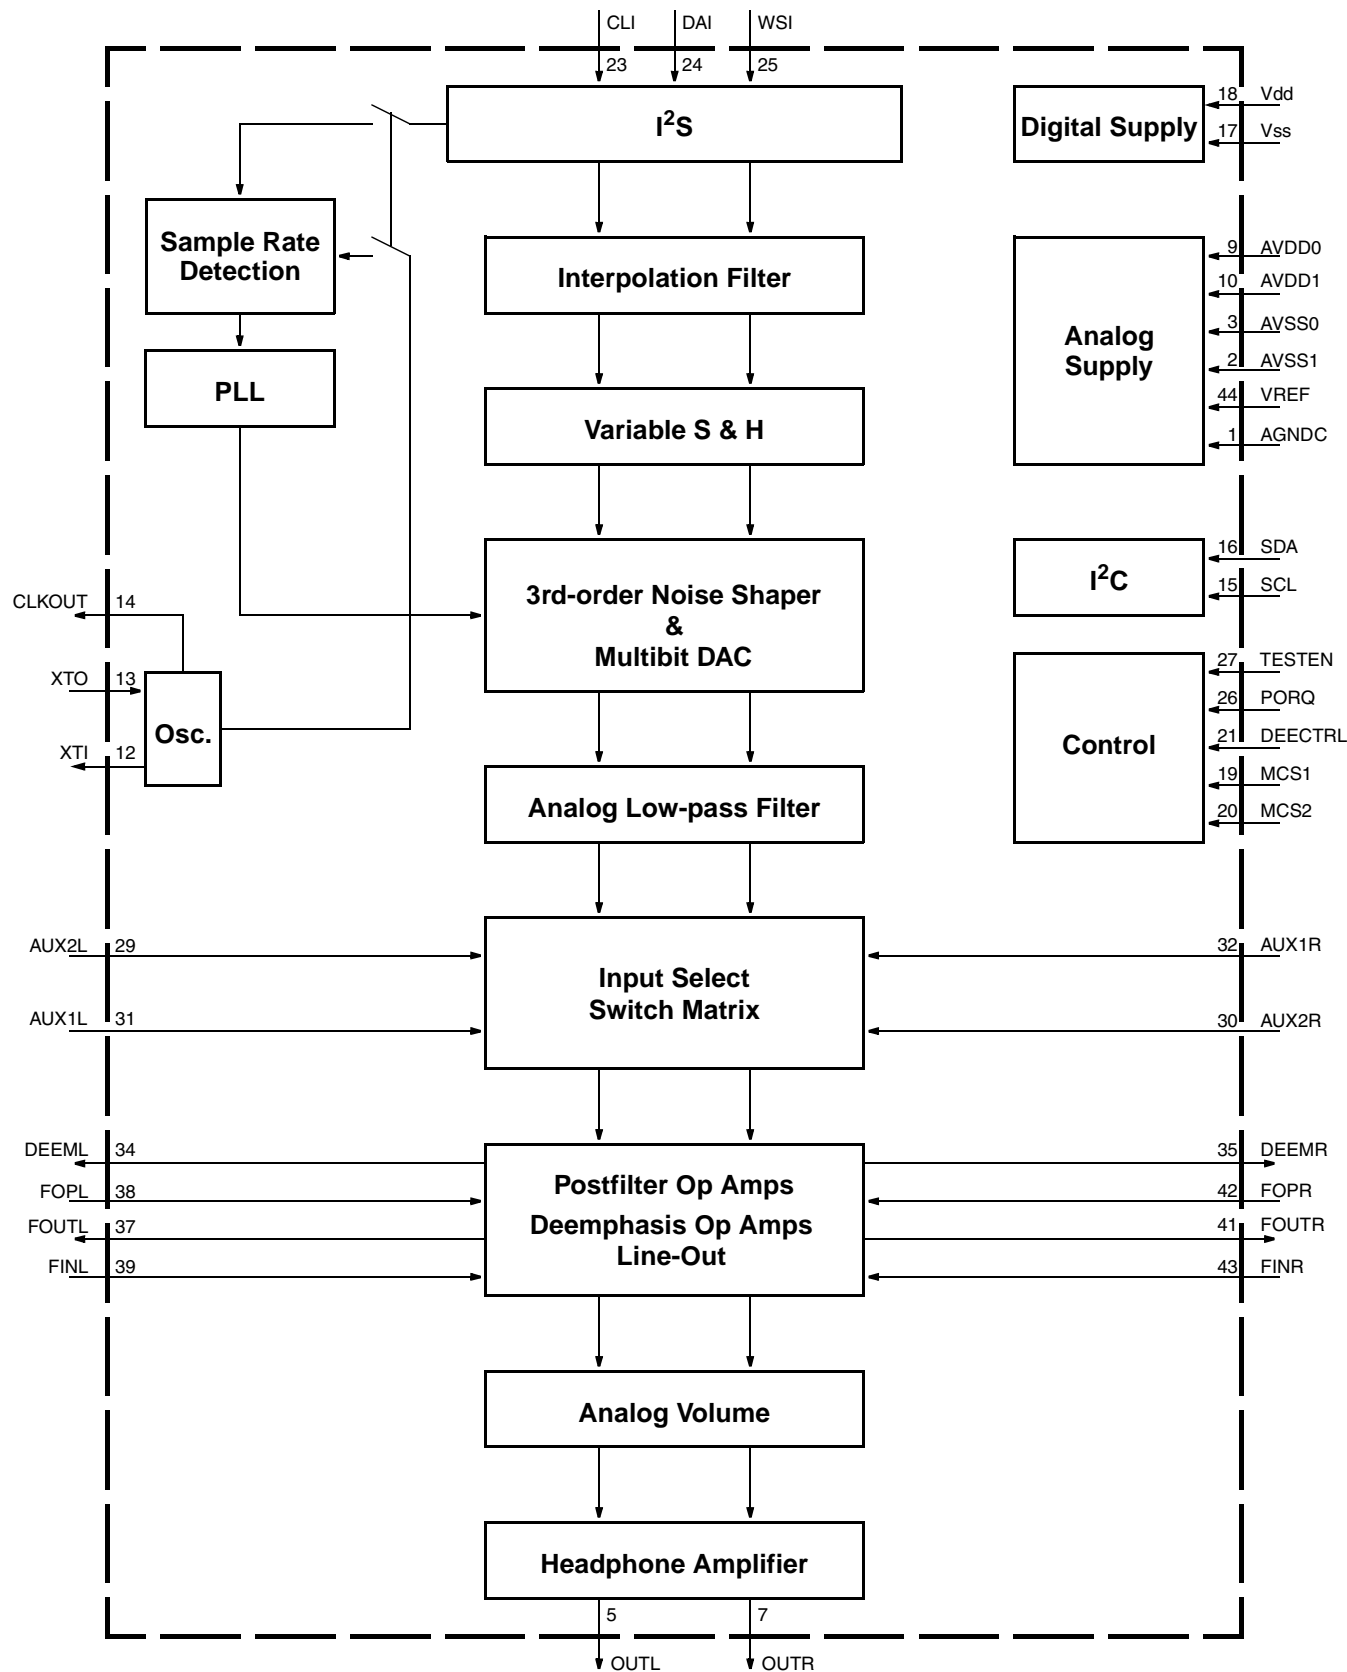 CLI DAI WSI
23 24 25
I²S
Digital Supply
18 Vdd
17 Vss
Sample Rate
Detection
Interpolation Filter
Analog
Supply
9 AVDD0
10 AVDD1
3 AVSS0
2 AVSS1
44 VREF
1 AGNDC
PLL
Variable S & H
3rd-order Noise Shaper
&
Multibit DAC
I²C
16 SDA
15 SCL
CLKOUT 14
XTO 13
XTI 12
Osc.
Control
27 TESTEN
26 PORQ
21 DEECTRL
19 MCS1
20 MCS2
Analog Low-pass Filter
AUX2L 29
AUX1L 31
Input Select
Switch Matrix
32 AUX1R
30 AUX2R
DEEML 34
FOPL 38
FOUTL 37
FINL 39
Postfilter Op Amps
Deemphasis Op Amps
Line-Out
35 DEEMR
42 FOPR
41 FOUTR
43 FINR
Analog Volume
Headphone Amplifier
5 7
OUTL OUTR